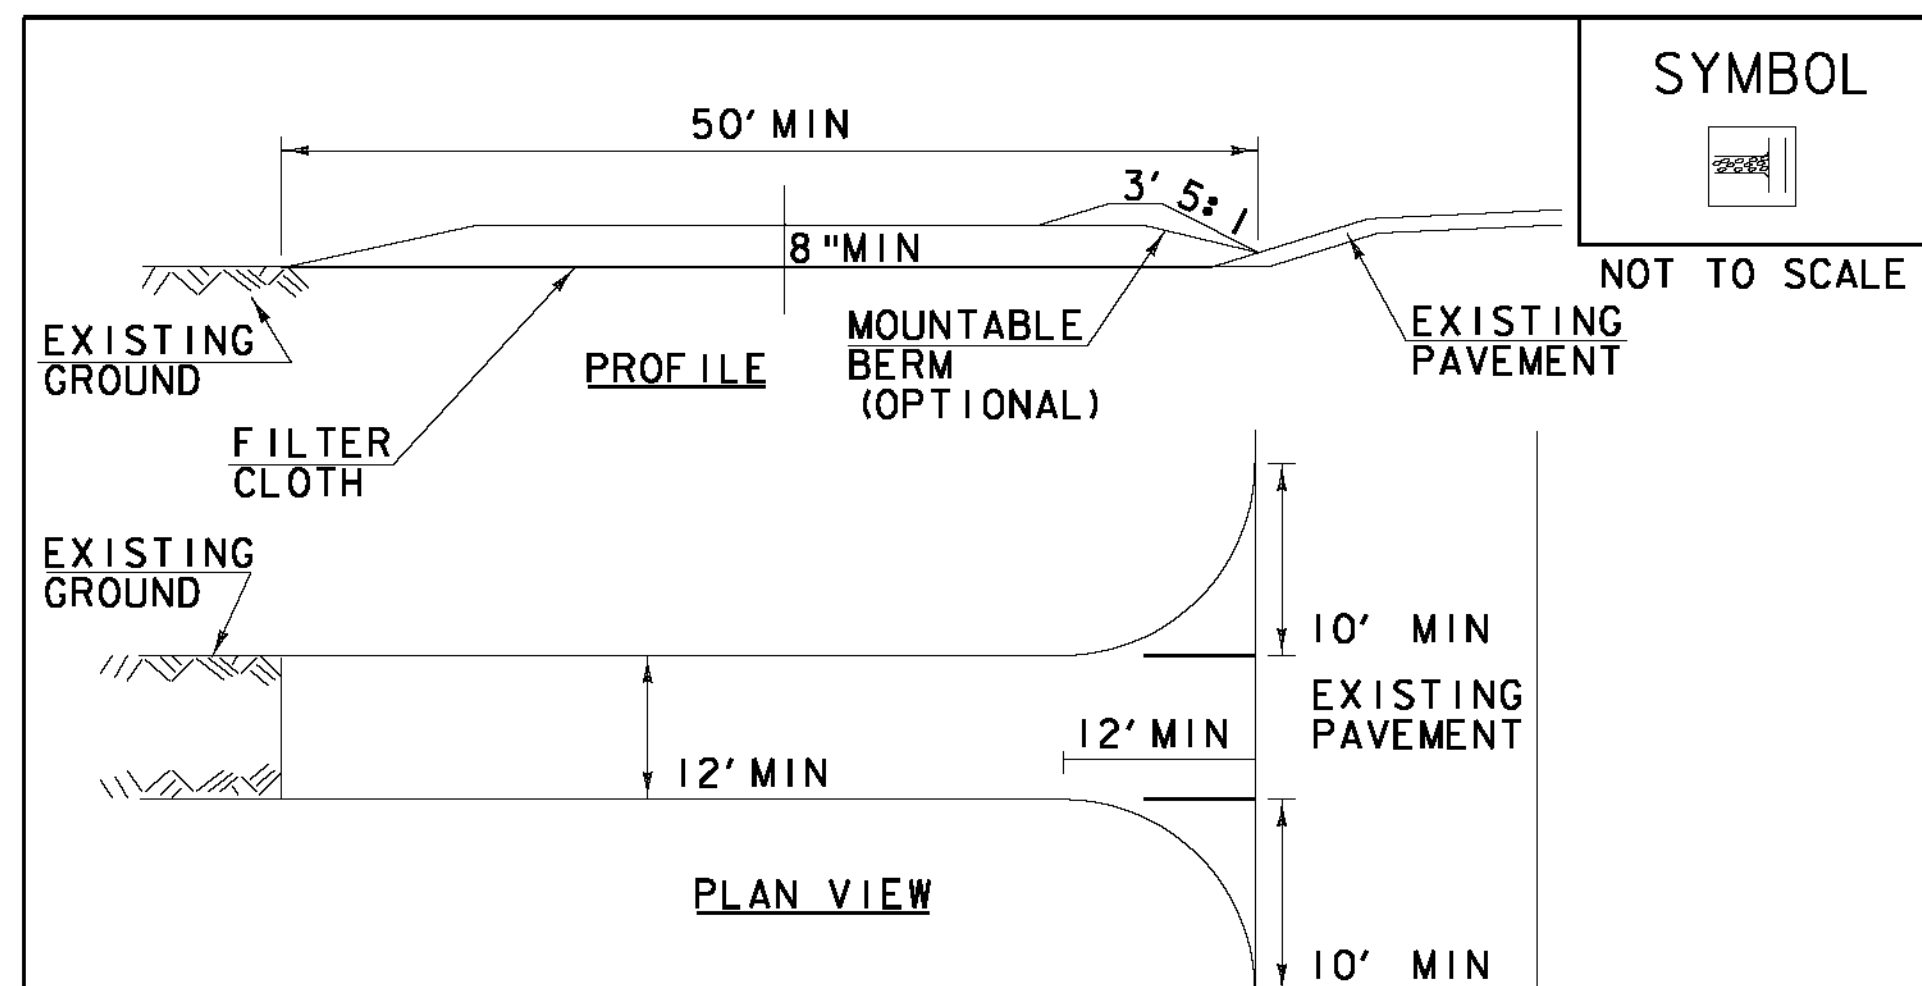 SYMBOL
NOT TO SCALE
50' MIN
3' 5:1
8"MIN
EXISTING
GROUND
PROFILE
MOUNTABLE
BERM
(OPTIONAL)
EXISTING
PAVEMENT
FILTER
CLOTH
EXISTING
GROUND
10' MIN
EXISTING
PAVEMENT
12' MIN
12' MIN
PLAN VIEW
10' MIN